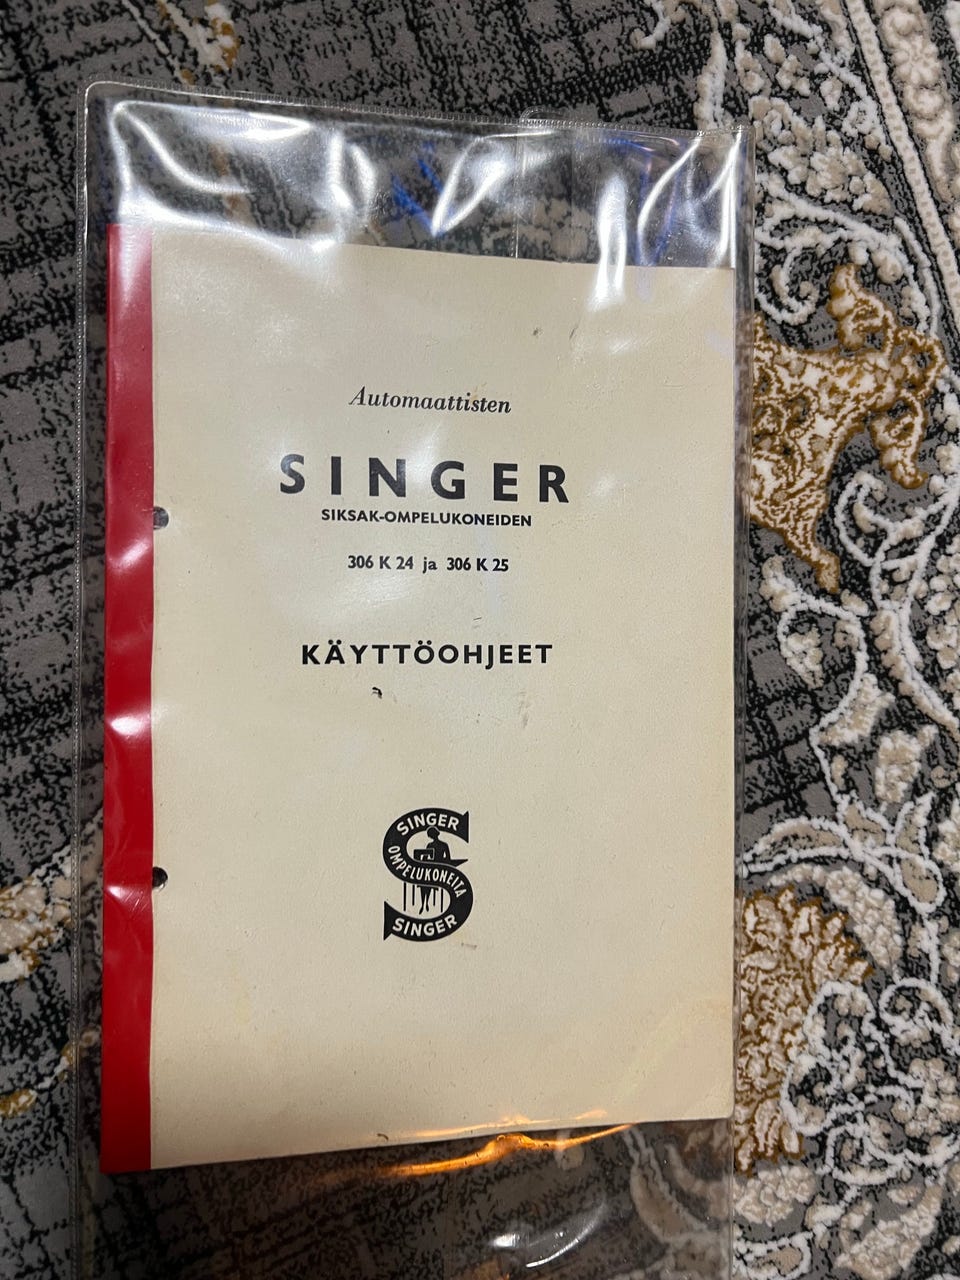 Automaattisten
SINGER
SIKSAK-OMPELUKONEIDEN
306 K 24 ja 306 K 25
KÄYTTÖOHJEET
SINGER
OMPELUKONEITA
SINGER